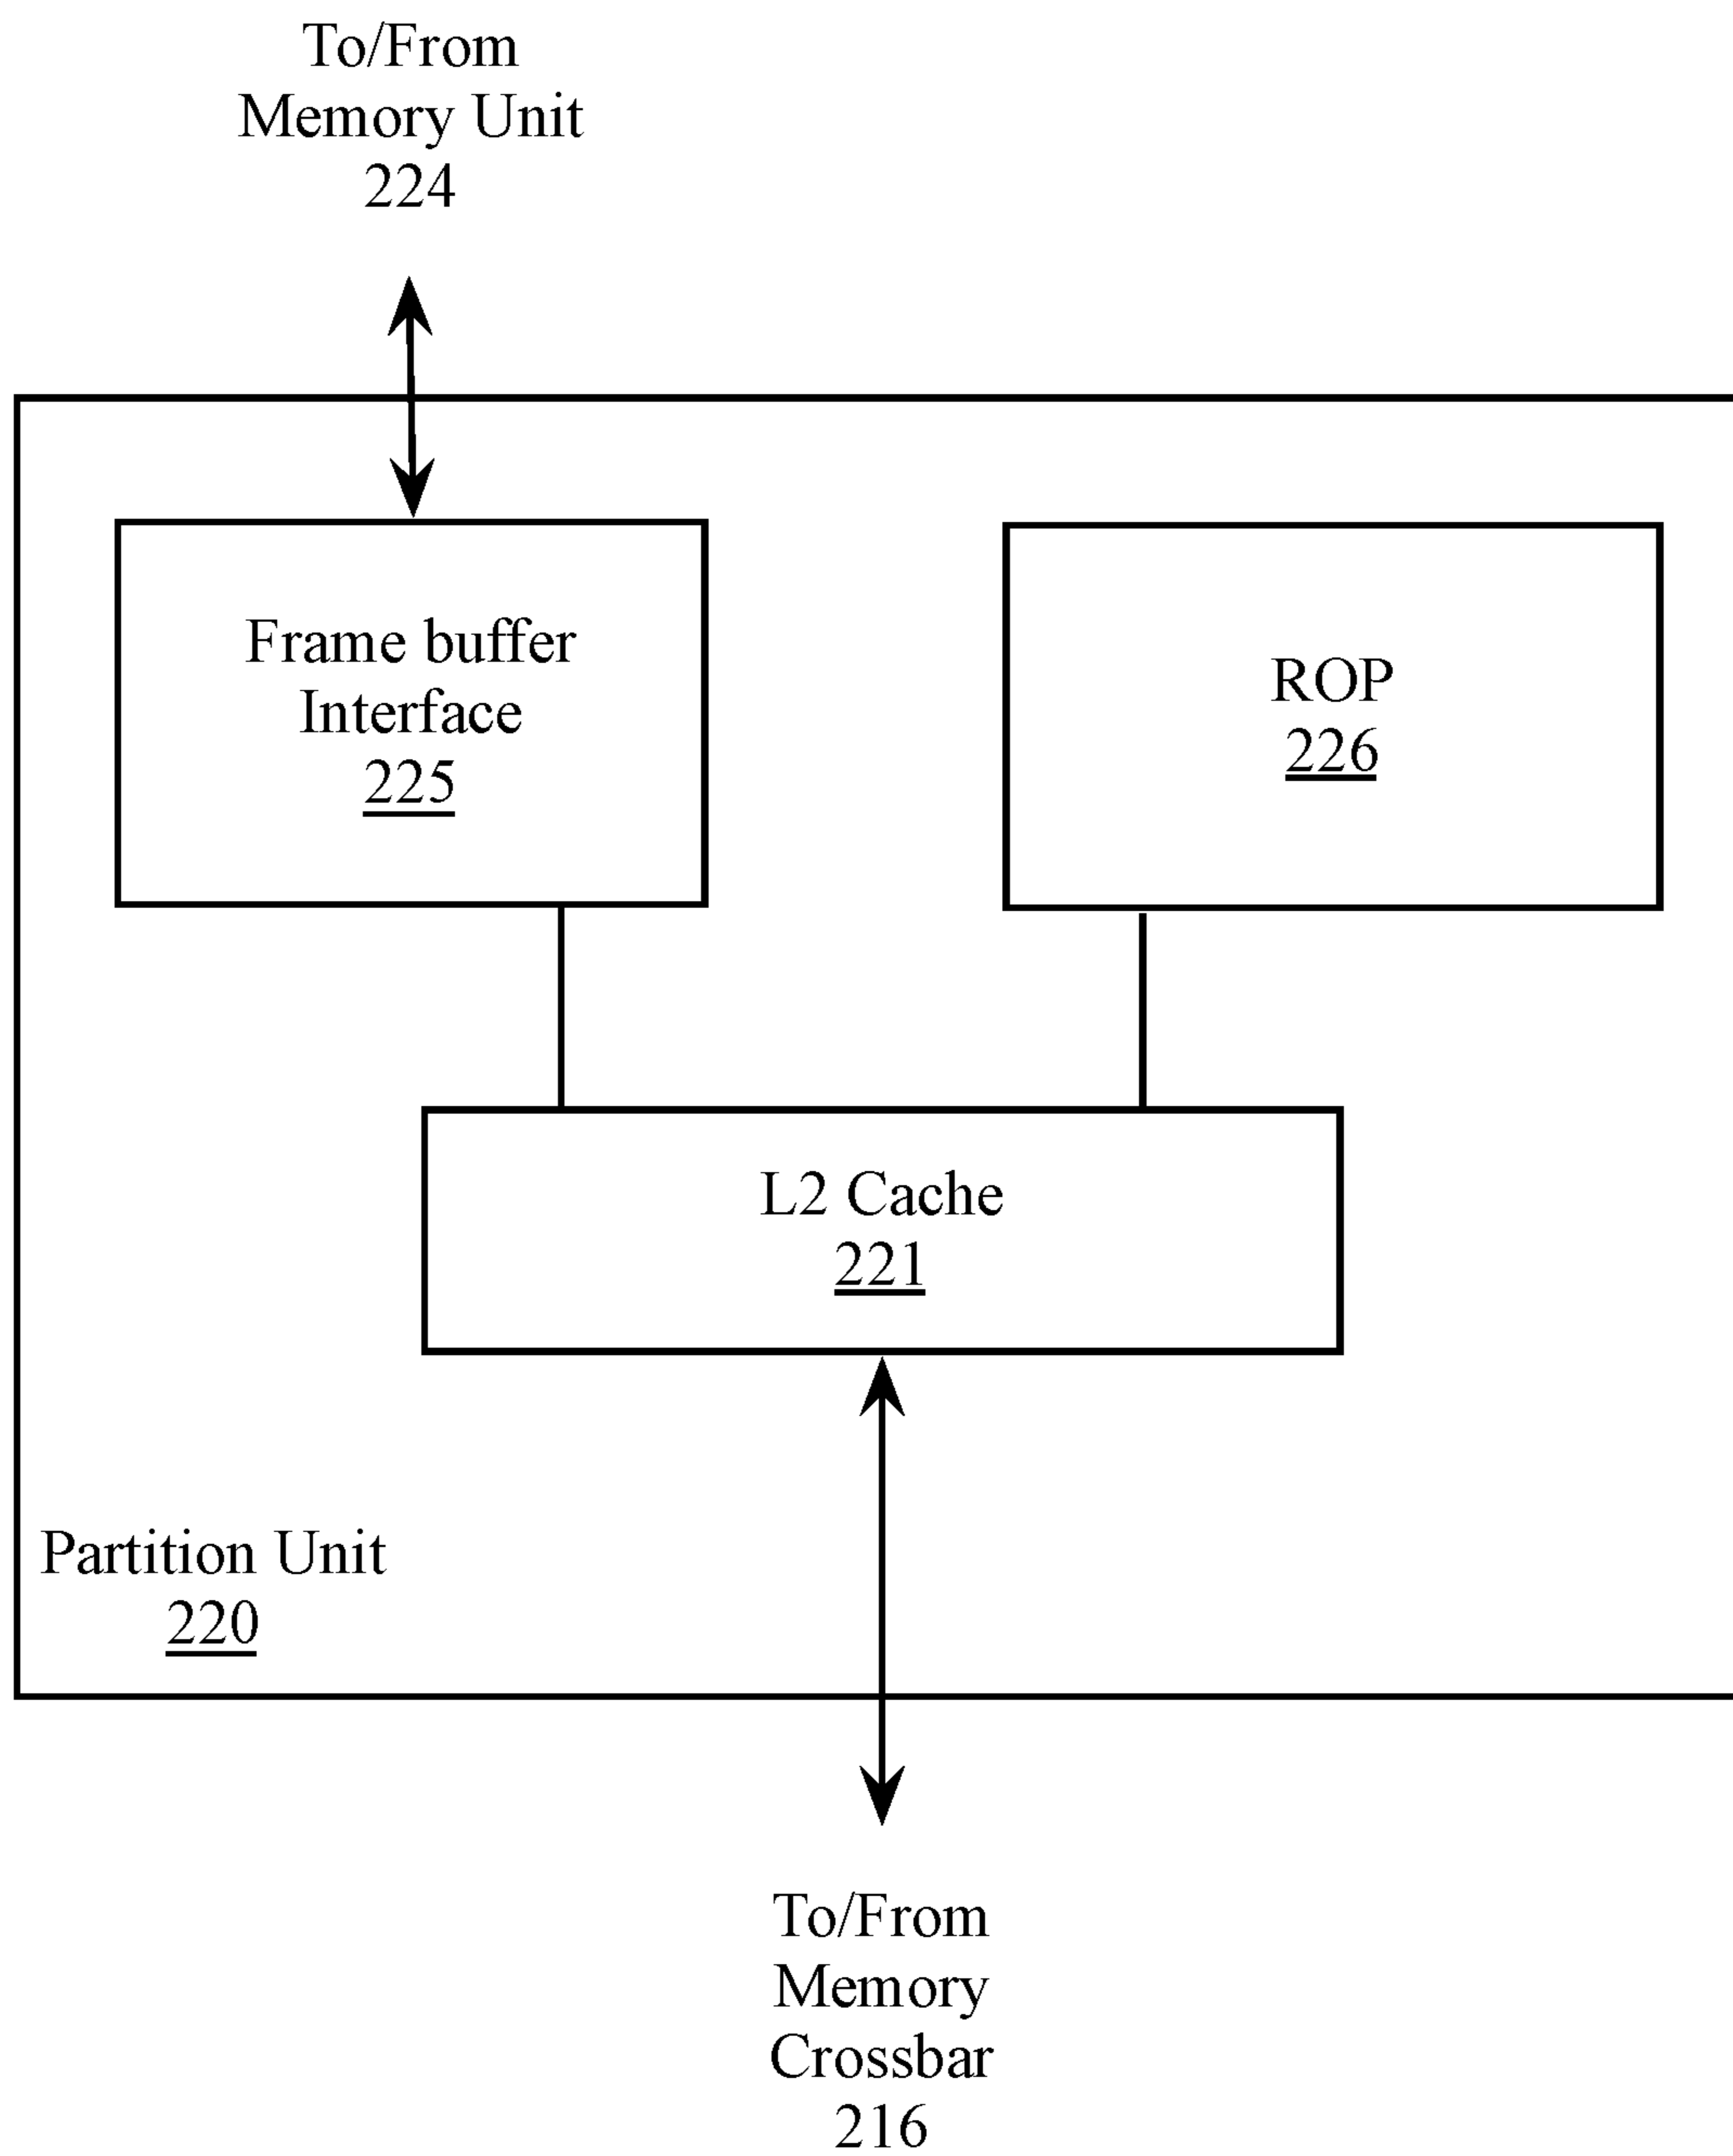 To/From
Memory Unit
224
Frame buffer
Interface
225
ROP
226
L2 Cache
221
Partition Unit
220
To/From
Memory
Crossbar
216